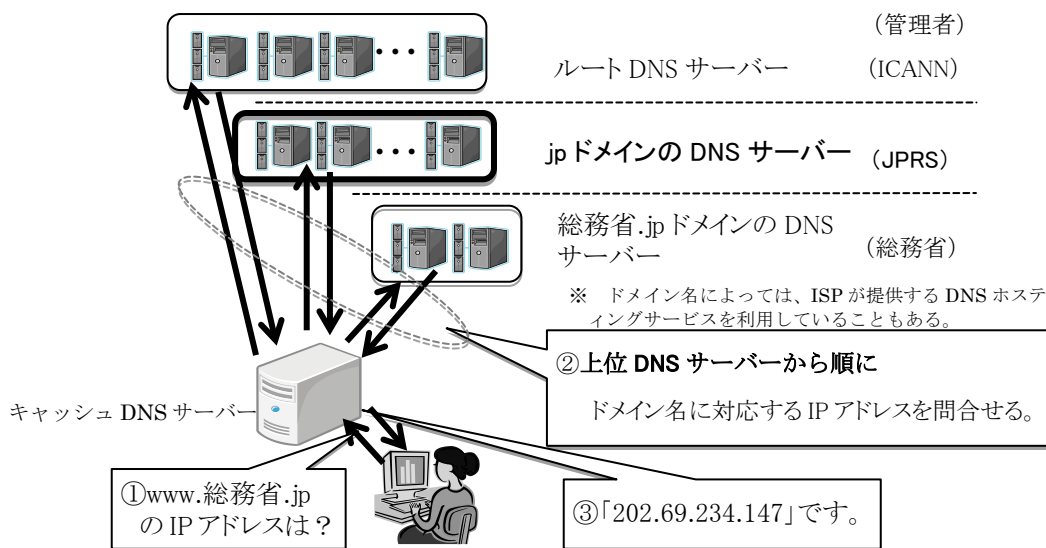 （管理者）
ルート DNS サーバー （ICANN）
jp ドメインの DNS サーバー （JPRS）
総務省.jp ドメインの DNS
サーバー （総務省）
※ ドメイン名によっては、ISP が提供する DNS ホスティ
ィングサービスを利用していることもある。
②上位 DNS サーバーから順に
ドメイン名に対応する IP アドレスを問合せる。
キャッシュ DNS サーバー
①www.総務省.jp
の IP アドレスは？
③「202.69.234.147」です。